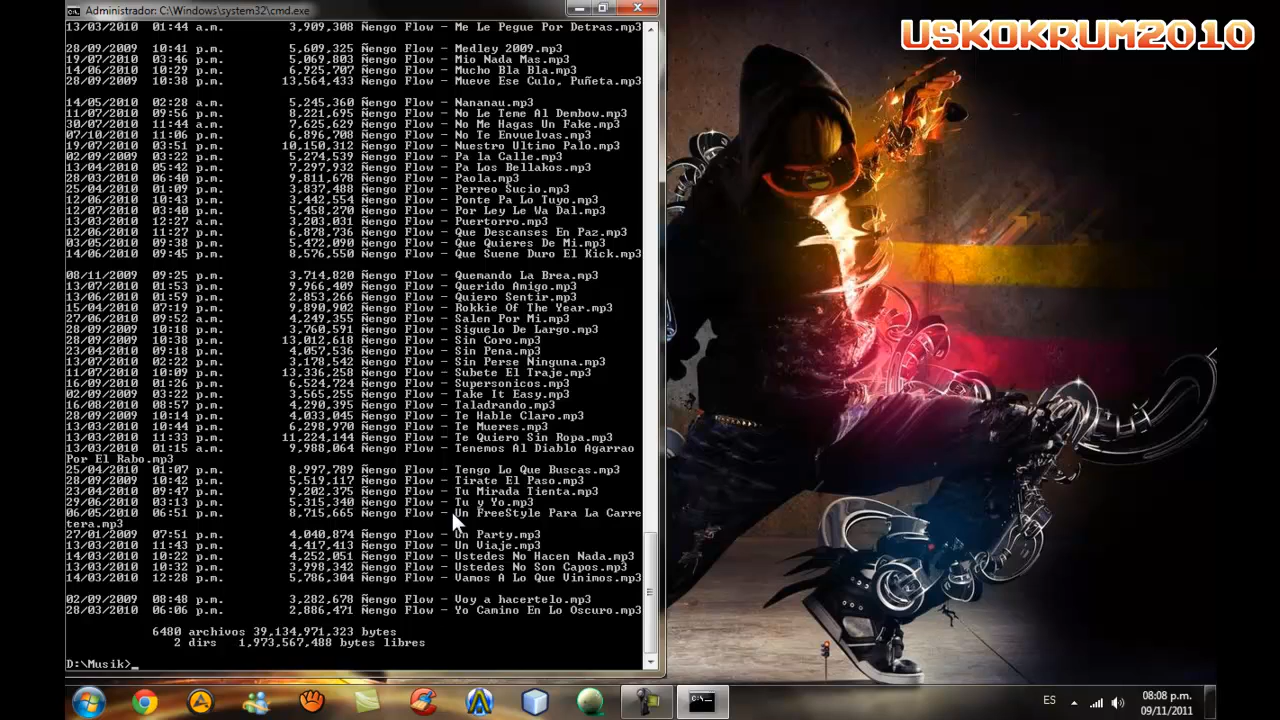 Administrador: C:\Windows\system32\cmd.exe
USKOKRUM2010
13/03/2010 01:44 a.m. 3,909,308 Ñengo Flow - Me Le Pegue Por Detras.mp3
28/09/2009 10:41 p.m. 5,609,325 Ñengo Flow - Medley 2009.mp3
19/07/2010 03:46 p.m. 5,069,803 Ñengo Flow - Mio Nada Mas.mp3
14/06/2010 10:29 p.m. 6,925,707 Ñengo Flow - Mucho Bla Bla.mp3
28/09/2009 10:38 p.m. 13,564,433 Ñengo Flow - Mueve Ese Culo, Puñeta.mp3
14/05/2010 02:28 a.m. 5,245,360 Ñengo Flow - Nananau.mp3
11/07/2010 09:56 p.m. 8,221,695 Ñengo Flow - No Le Teme Al Dembow.mp3
30/07/2010 11:44 a.m. 7,625,629 Ñengo Flow - No Me Hagas Un Fake.mp3
07/10/2010 11:06 p.m. 6,896,708 Ñengo Flow - No Te Envuelvas.mp3
19/07/2010 03:51 p.m. 10,150,312 Ñengo Flow - Nuestro Ultimo Palo.mp3
02/09/2009 03:22 p.m. 5,274,539 Ñengo Flow - Pa la Calle.mp3
13/04/2010 05:42 p.m. 7,297,932 Ñengo Flow - Pa Los Bellakos.mp3
28/03/2010 06:40 p.m. 9,811,678 Ñengo Flow - Paola.mp3
25/04/2010 01:09 p.m. 3,837,488 Ñengo Flow - Perreo Sucio.mp3
12/06/2010 10:43 p.m. 3,442,554 Ñengo Flow - Ponte Pa Lo Tuyo.mp3
12/07/2010 03:40 p.m. 5,458,270 Ñengo Flow - Por Ley Le Va Dal.mp3
13/03/2010 12:27 a.m. 3,203,031 Ñengo Flow - Puertorro.mp3
12/06/2010 11:27 p.m. 6,878,736 Ñengo Flow - Que Descanses En Paz.mp3
03/05/2010 09:38 p.m. 5,472,090 Ñengo Flow - Que Quieres De Mi.mp3
14/06/2010 09:45 p.m. 8,576,550 Ñengo Flow - Que Suene Duro El Kick.mp3
08/11/2009 09:25 p.m. 3,714,820 Ñengo Flow - Quemando La Brea.mp3
13/07/2010 01:53 p.m. 9,966,409 Ñengo Flow - Querido Amigo.mp3
13/06/2010 01:59 p.m. 2,853,266 Ñengo Flow - Quiero Sentir.mp3
15/04/2010 07:19 p.m. 9,890,902 Ñengo Flow - Rokkie Of The Year.mp3
27/06/2010 09:52 p.m. 4,249,355 Ñengo Flow - Salen Por Mi.mp3
28/09/2009 10:18 p.m. 3,760,591 Ñengo Flow - Siguelo De Largo.mp3
28/09/2009 10:38 p.m. 13,012,618 Ñengo Flow - Sin Coro.mp3
23/04/2010 09:18 p.m. 4,057,536 Ñengo Flow - Sin Pena.mp3
13/07/2010 02:22 p.m. 3,178,542 Ñengo Flow - Sin Perse Ninguna.mp3
11/07/2010 10:09 p.m. 13,336,258 Ñengo Flow - Subete El Traje.mp3
16/09/2010 01:26 p.m. 6,524,724 Ñengo Flow - Supersonicos.mp3
02/09/2009 03:22 p.m. 3,565,255 Ñengo Flow - Take It Easy.mp3
16/08/2010 08:57 p.m. 4,290,395 Ñengo Flow - Taladrando.mp3
28/09/2009 10:14 p.m. 4,033,045 Ñengo Flow - Te Hable Claro.mp3
13/03/2010 10:44 p.m. 6,298,970 Ñengo Flow - Te Mueres.mp3
13/03/2010 11:33 p.m. 11,224,144 Ñengo Flow - Te Quiero Sin Ropa.mp3
13/03/2010 01:15 a.m. 9,988,064 Ñengo Flow - Tenemos Al Diablo Agarrao
Por El Rabo.mp3
25/04/2010 01:07 p.m. 8,997,789 Ñengo Flow - Tengo Lo Que Buscas.mp3
28/09/2009 10:42 p.m. 5,519,117 Ñengo Flow - Tirate El Paso.mp3
23/04/2010 09:47 p.m. 9,202,375 Ñengo Flow - Tu Mirada Tienta.mp3
29/06/2010 03:13 p.m. 5,315,340 Ñengo Flow - Tu y Yo.mp3
06/05/2010 06:51 p.m. 8,715,665 Ñengo Flow - Un FreeStyle Para La Carre
tera.mp3
27/01/2010 07:51 p.m. 4,040,874 Ñengo Flow - Un Party.mp3
13/03/2010 11:43 p.m. 4,417,413 Ñengo Flow - Un Viaje.mp3
14/03/2010 10:22 p.m. 4,252,051 Ñengo Flow - Ustedes No Hacen Nada.mp3
13/03/2010 10:32 p.m. 3,998,342 Ñengo Flow - Ustedes No Son Capos.mp3
14/03/2010 12:28 p.m. 5,786,304 Ñengo Flow - Vamos A Lo Que Vinimos.mp3
02/09/2009 08:48 p.m. 3,282,678 Ñengo Flow - Voy a hacertelo.mp3
28/03/2010 06:06 p.m. 2,886,471 Ñengo Flow - Yo Camino En Lo Oscuro.mp3
6480 archivos 39,134,971,323 bytes
2 dirs 1,973,567,488 bytes libres
D:\Musik>_
ES
08:08 p.m.
09/11/2011